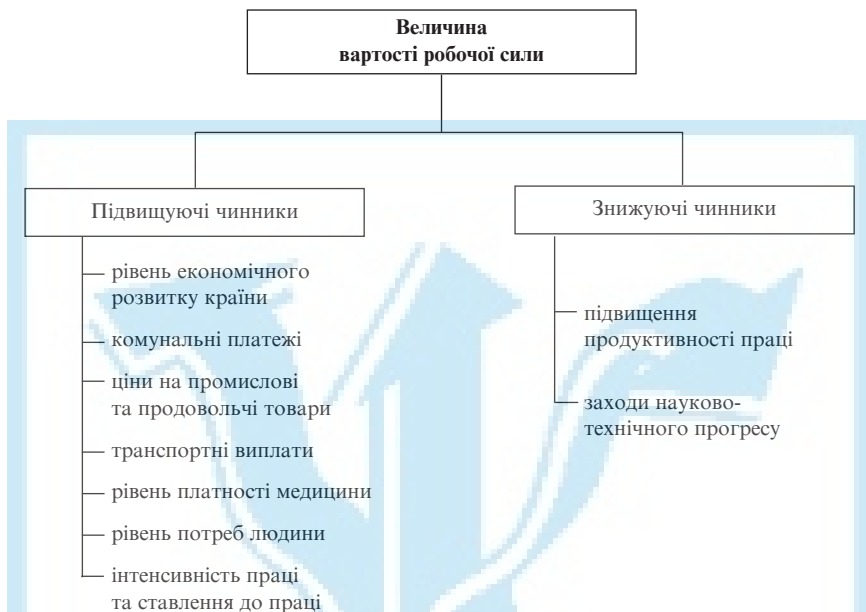 Величина
вартості робочої сили
Підвищуючі чинники
рівень економічного
розвитку країни
комунальні платежі
ціни на промислові
та продовольчі товари
транспортні виплати
рівень платності медицини
рівень потреб людини
інтенсивність праці
та ставлення до праці
Знижуючі чинники
підвищення
продуктивності праці
заходи науково-
технічного прогресу